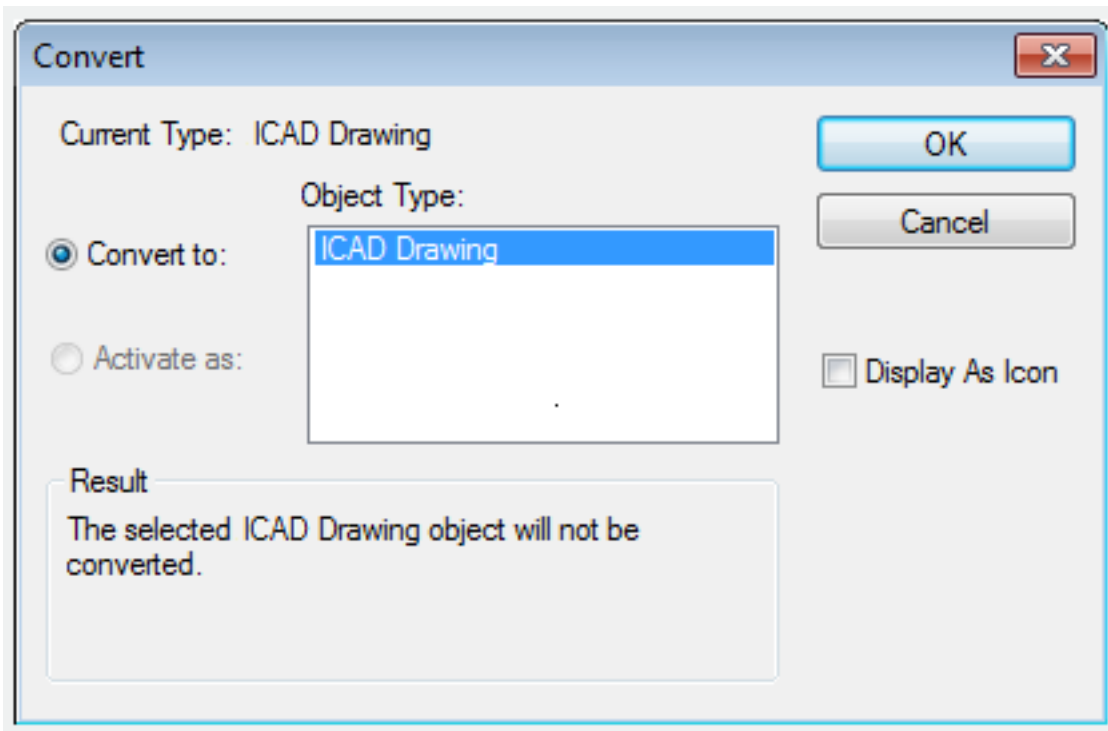 Convert
Current Type: ICAD Drawing
OK
Object Type:
Cancel
Convert to:
ICAD Drawing
Activate as:
Display As Icon
Result
The selected ICAD Drawing object will not be
converted.